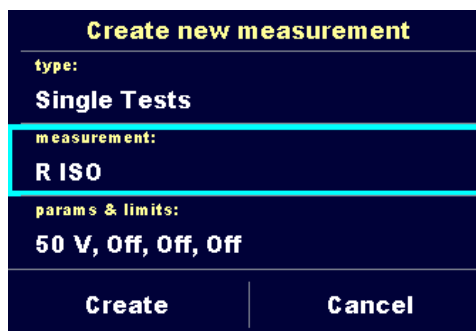 Create new measurement
type:
Single Tests
measurement:
R ISO
params & limits:
50 V, Off, Off, Off
Create
Cancel